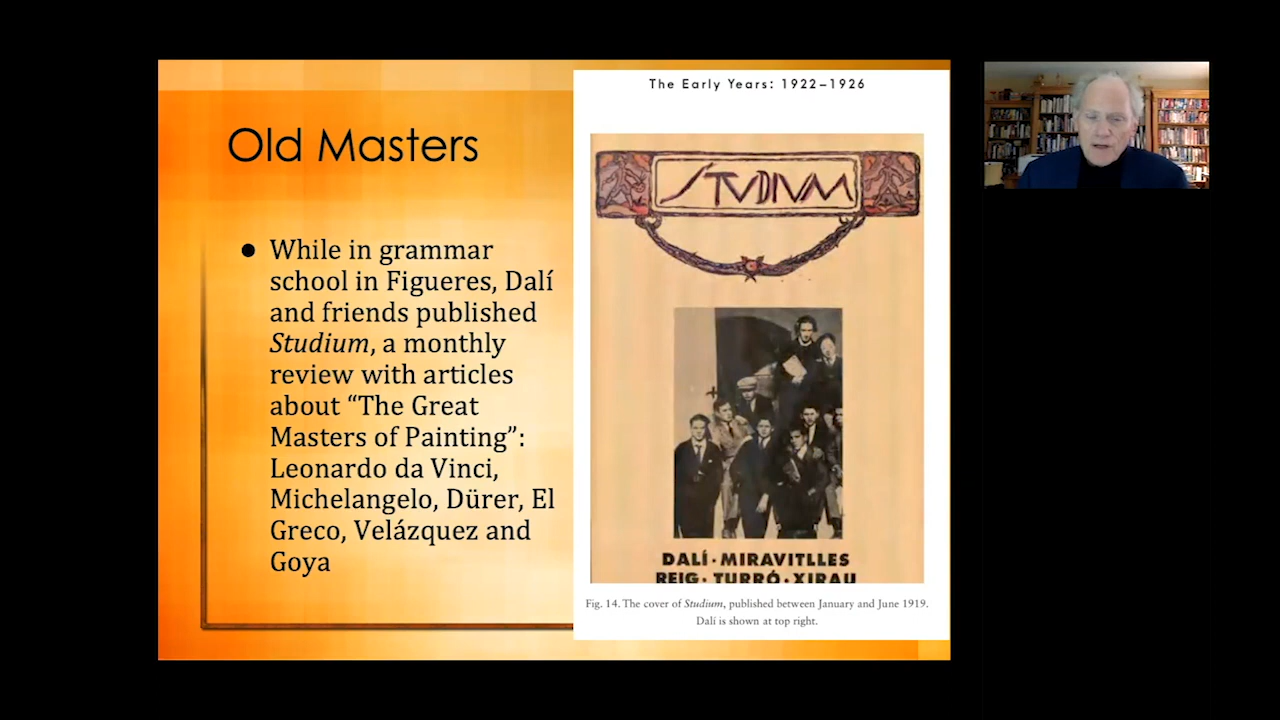 Old Masters
● While in grammar
school in Figueres, Dalí
and friends published
Studium, a monthly
review with articles
about “The Great
Masters of Painting”:
Leonardo da Vinci,
Michelangelo, Dürer, El
Greco, Velázquez and
Goya
The Early Years: 1922–1926
STVDIVM
DALÍ · MIRAVITLLES
REIG · TURRÓ · XIRAU
Fig. 14. The cover of Studium, published between January and June 1919.
Dalí is shown at top right.